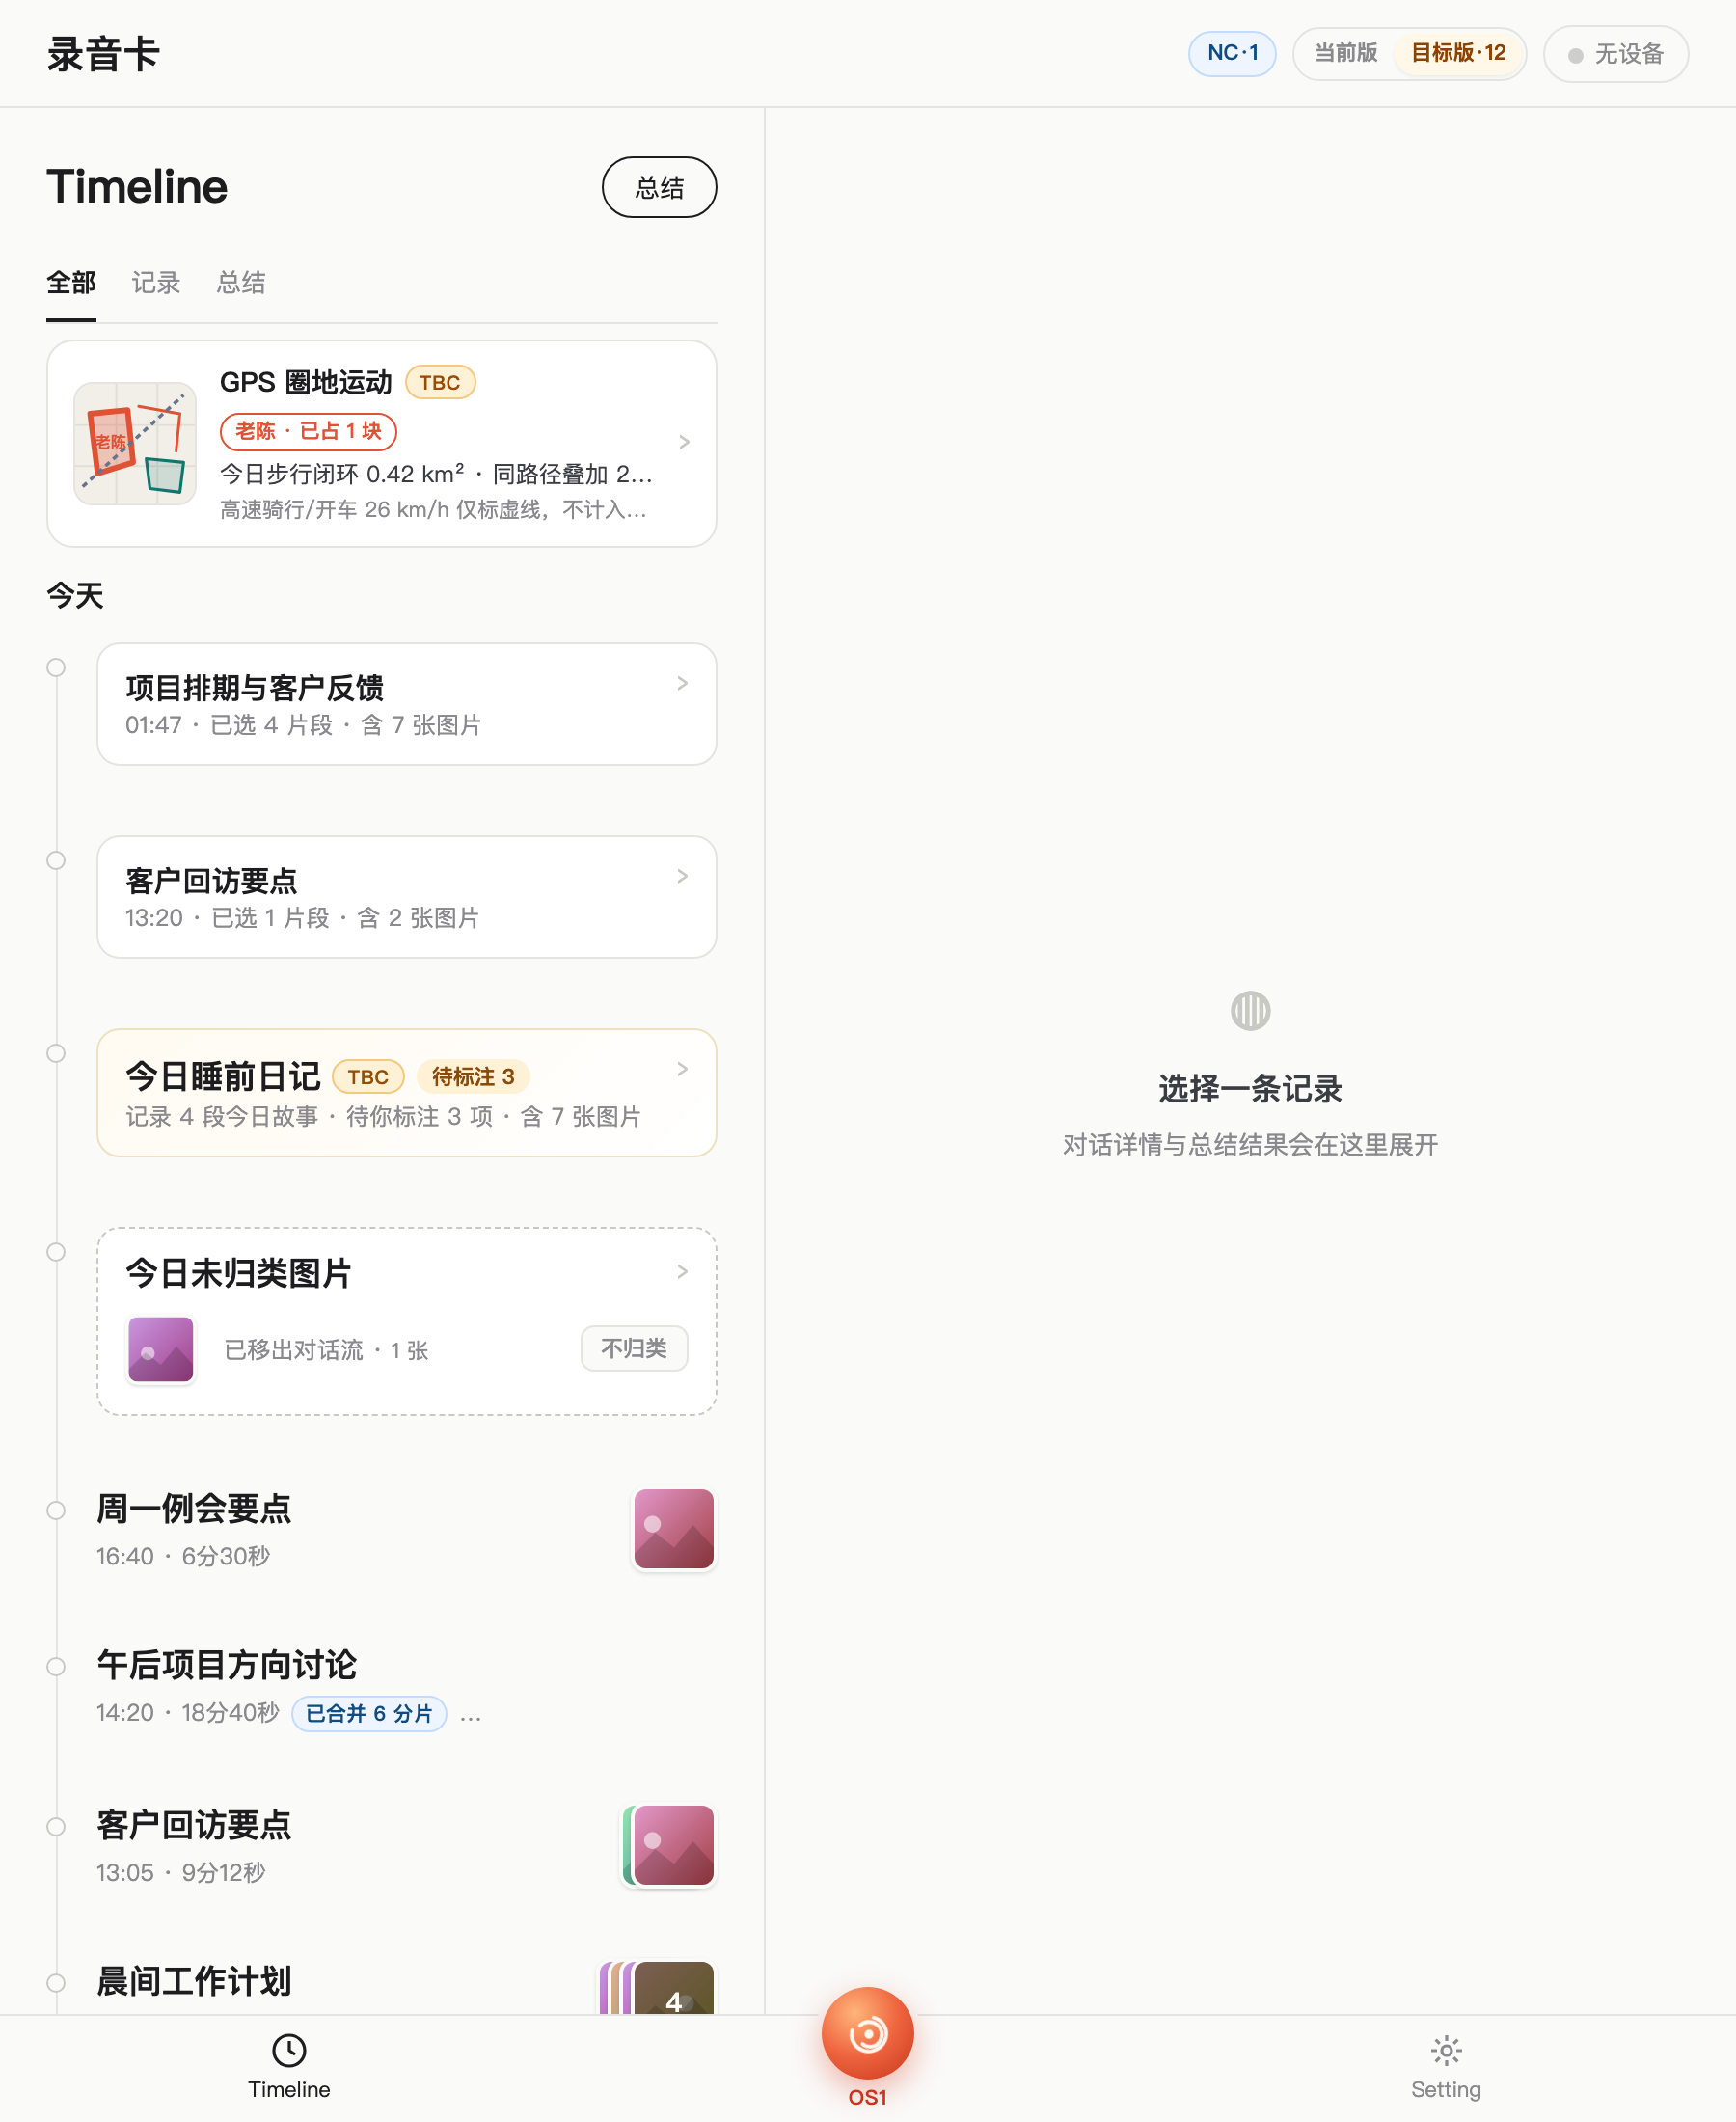 录音卡
NC·1
当前版
目标版·12
无设备
Timeline
总结
全部
记录
总结
老陈
GPS 圈地运动
TBC
老陈 · 已占 1 块
今日步行闭环 0.42 km² · 同路径叠加 2...
高速骑行/开车 26 km/h 仅标虚线，不计入...
今天
项目排期与客户反馈
01:47 · 已选 4 片段 · 含 7 张图片
客户回访要点
13:20 · 已选 1 片段 · 含 2 张图片
今日睡前日记
TBC
待标注 3
记录 4 段今日故事 · 待你标注 3 项 · 含 7 张图片
今日未归类图片
已移出对话流 · 1 张
不归类
周一例会要点
16:40 · 6分30秒
午后项目方向讨论
14:20 · 18分40秒
已合并 6 分片
...
客户回访要点
13:05 · 9分12秒
晨间工作计划
4
选择一条记录
对话详情与总结结果会在这里展开
Timeline
OS1
Setting